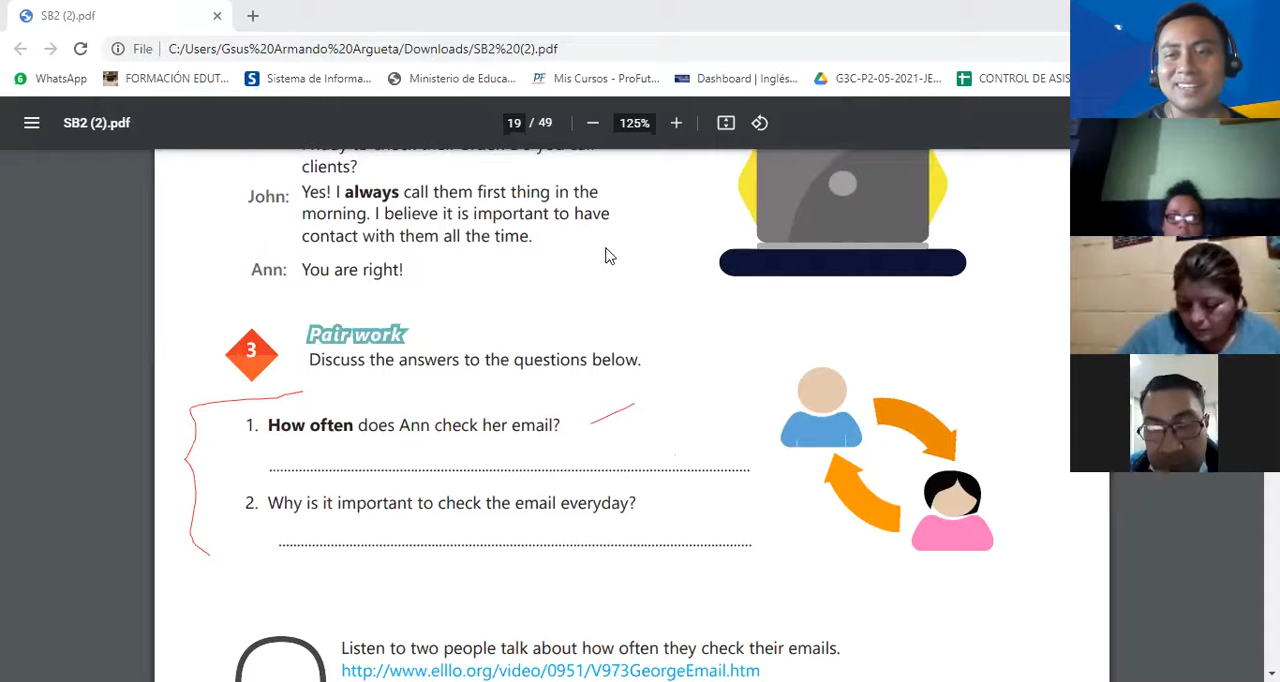 SB2 (2).pdf
File C:/Users/Gsus%20Armando%20Argueta/Downloads/SB2%20(2).pdf
WhatsApp FORMACIÓN EDUT... Sistema de Informa... Ministerio de Educa... Mis Cursos - ProFut... Dashboard | Inglés,... G3C-P2-05-2021-JE... CONTROL DE ASIS
SB2 (2).pdf 19 / 49 125%
clients?
John: Yes! I always call them first thing in the
morning. I believe it is important to have
contact with them all the time.
Ann: You are right!
3 Pair work
Discuss the answers to the questions below.
1. How often does Ann check her email?
2. Why is it important to check the email everyday?
Listen to two people talk about how often they check their emails.
http://www.elllo.org/video/0951/V973GeorgeEmail.htm